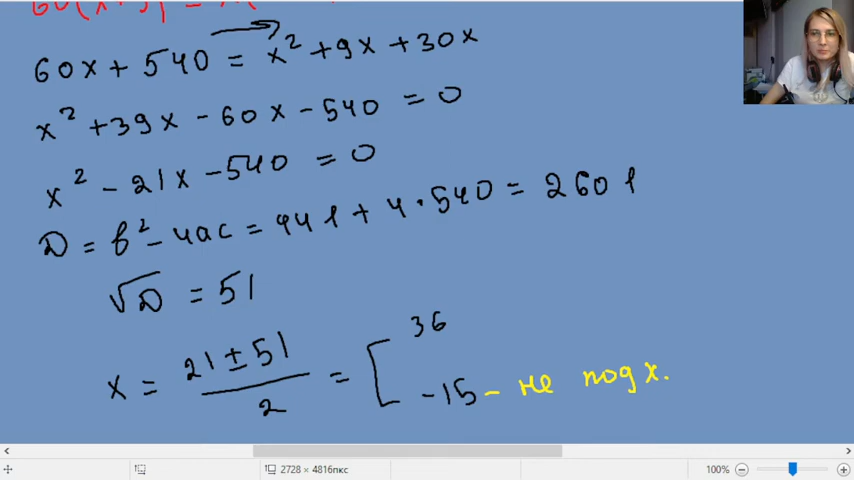 60x + 540 = x² + 9x + 30x
x² + 39x - 60x - 540 = 0
x² - 21x - 540 = 0
D = b² - 4ac = 441 + 4 · 540 = 2601
√D = 51
x = (21 ± 51) / 2 = [ 36
-15 - не подх.
2728 × 4816пкс
100%